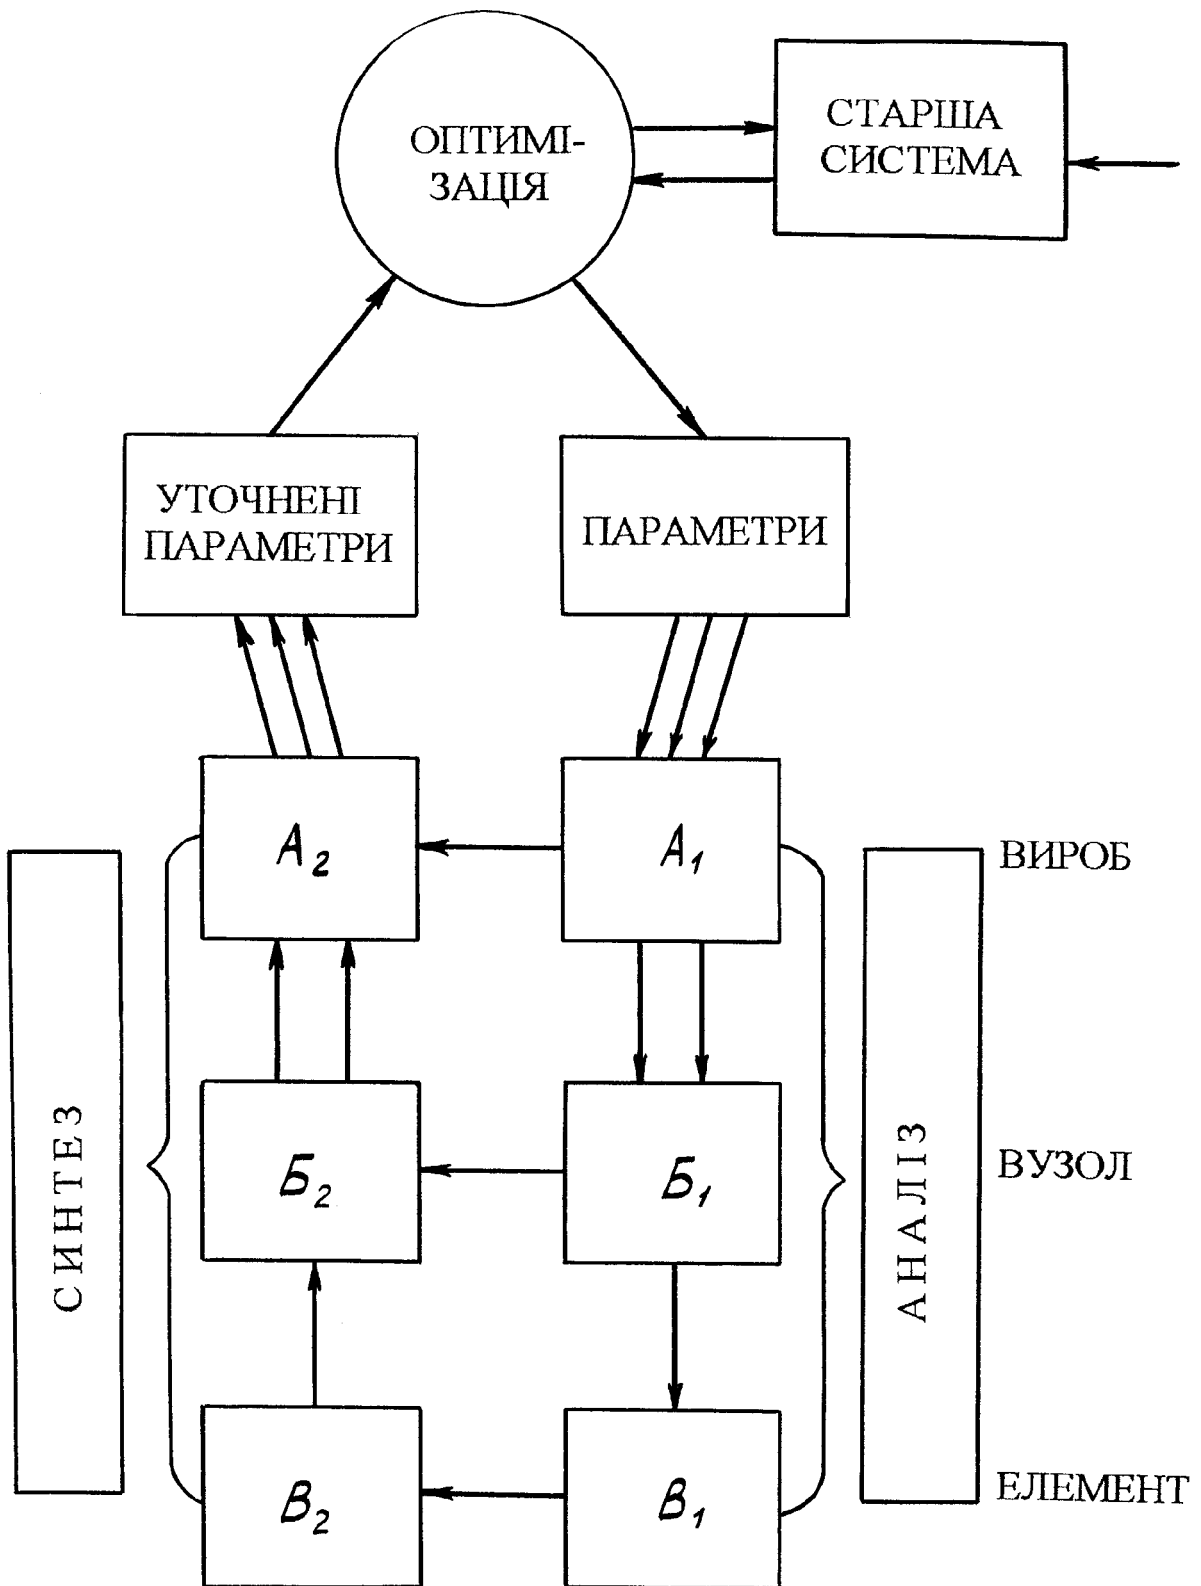 ОПТИМІ-
ЗАЦІЯ
СТАРША
СИСТЕМА
УТОЧНЕНІ
ПАРАМЕТРИ
ПАРАМЕТРИ
А₂
А₁
ВИРОБ
СИНТЕЗ
Б₂
Б₁
АНАЛІЗ
ВУЗОЛ
В₂
В₁
ЕЛЕМЕНТ